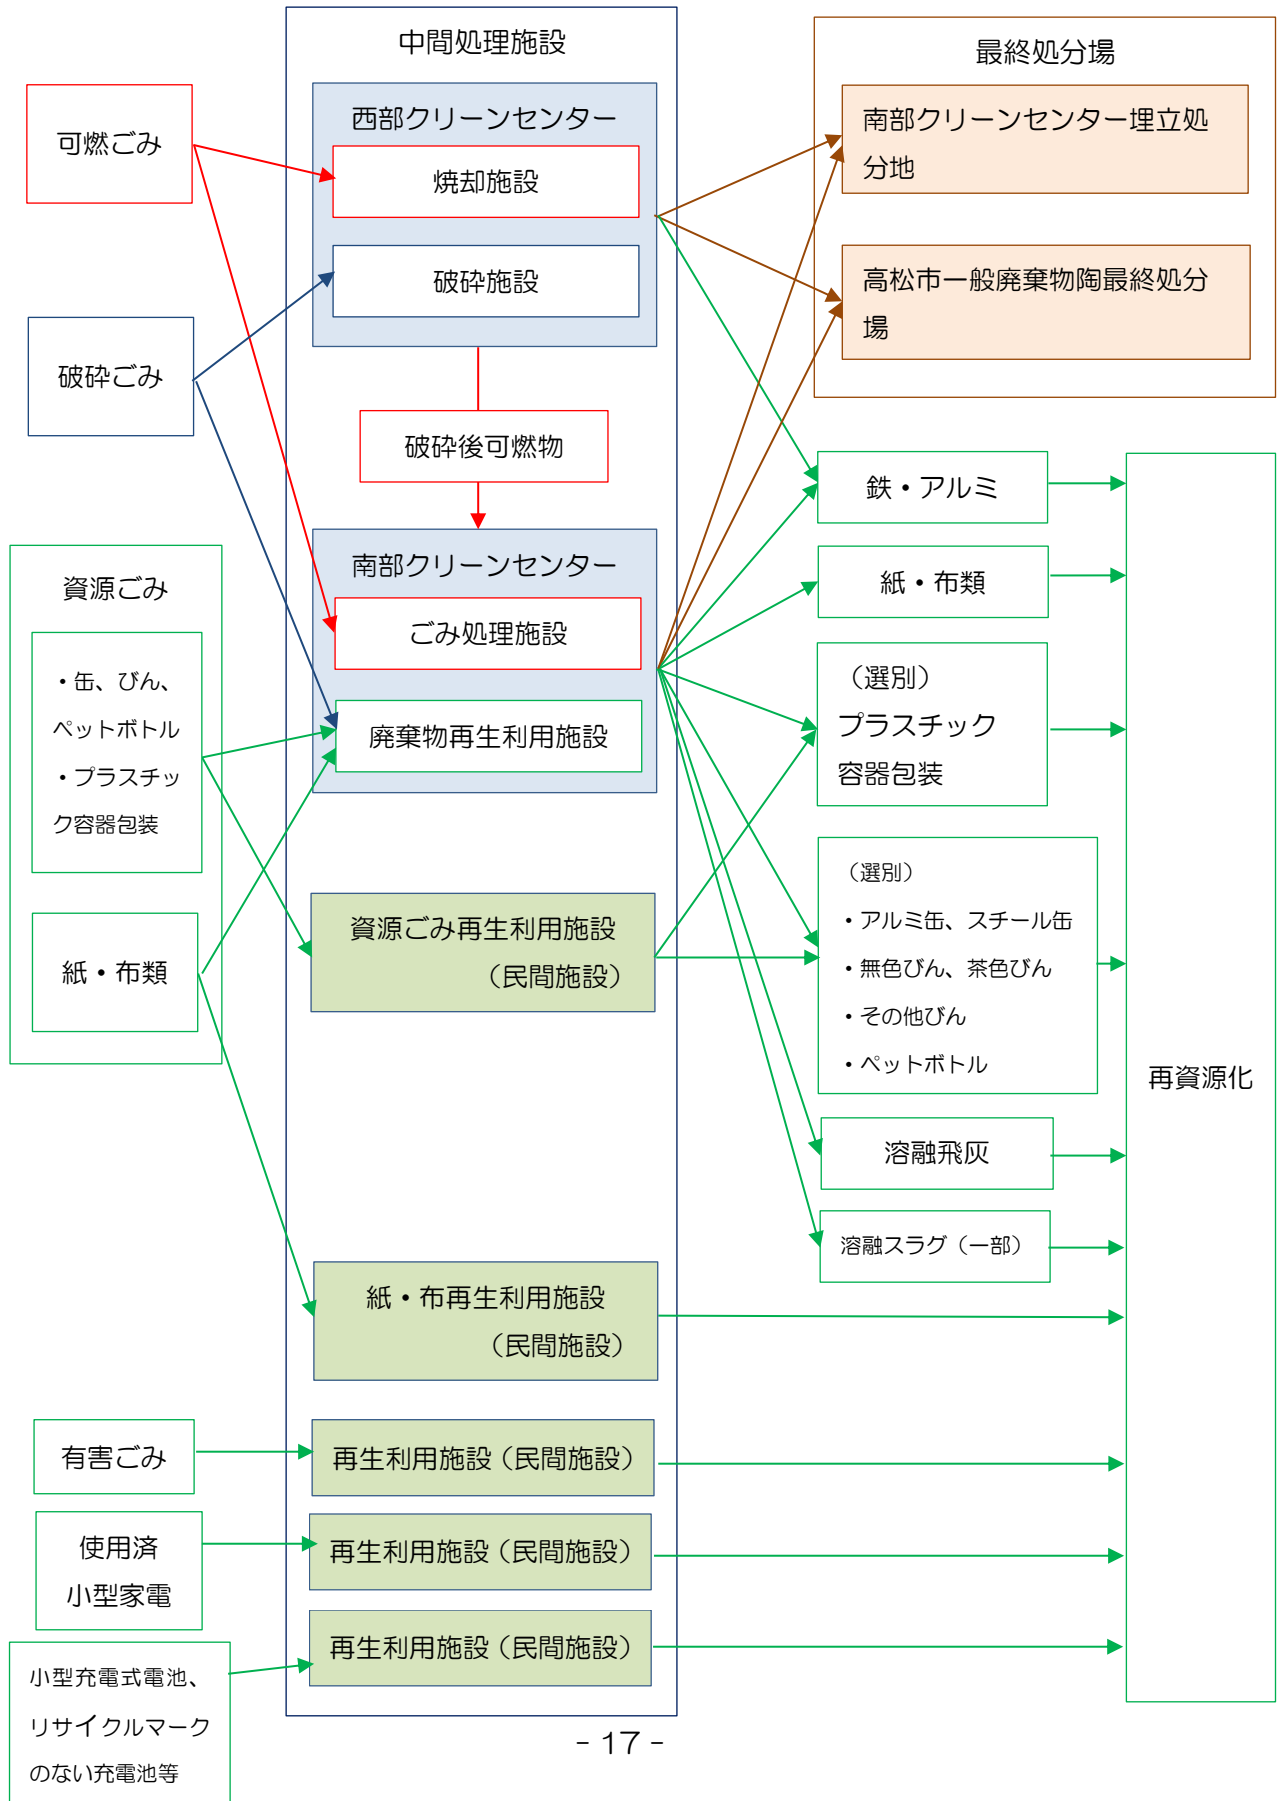 可燃ごみ
破砕ごみ
資源ごみ
・缶、びん、
ペットボトル
・プラスチッ
ク容器包装
紙・布類
有害ごみ
使用済
小型家電
小型充電式電池、
リサイクルマーク
のない充電池等
中間処理施設
西部クリーンセンター
焼却施設
破砕施設
破砕後可燃物
南部クリーンセンター
ごみ処理施設
廃棄物再生利用施設
資源ごみ再生利用施設
（民間施設）
紙・布再生利用施設
（民間施設）
再生利用施設（民間施設）
再生利用施設（民間施設）
再生利用施設（民間施設）
最終処分場
南部クリーンセンター埋立処
分地
高松市一般廃棄物陶最終処分
場
鉄・アルミ
紙・布類
（選別）
プラスチック
容器包装
（選別）
・アルミ缶、スチール缶
・無色びん、茶色びん
・その他びん
・ペットボトル
溶融飛灰
溶融スラグ（一部）
再資源化
- 17 -